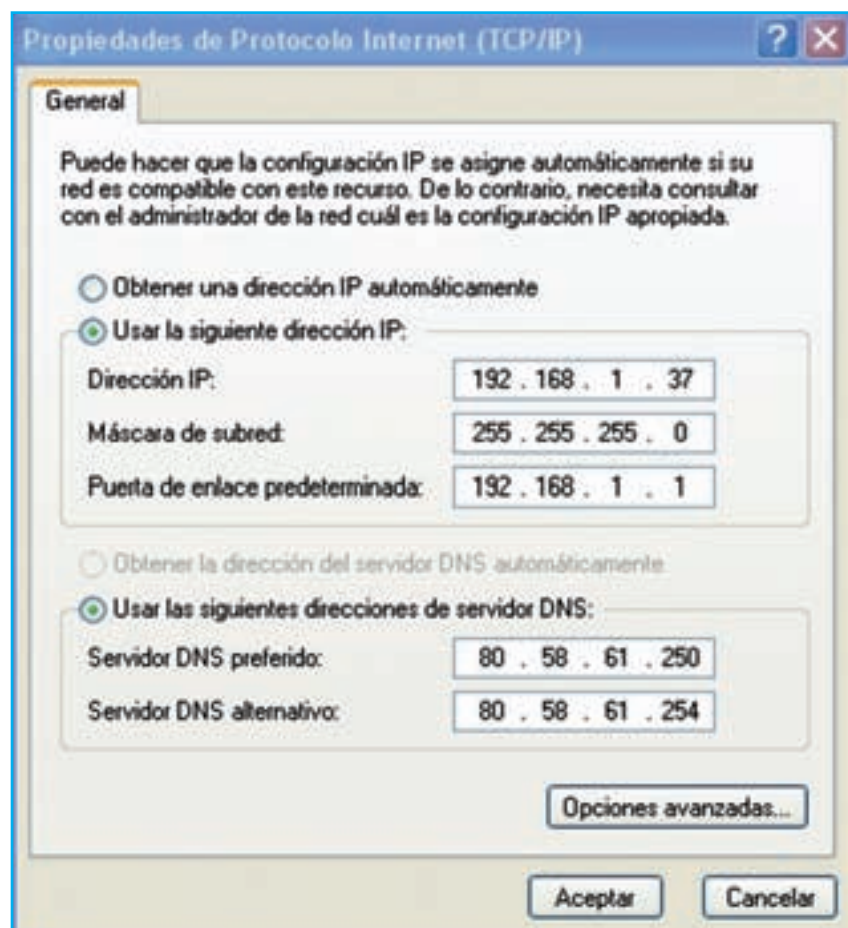 Propiedades de Protocolo Internet (TCP/IP)
General
Puede hacer que la configuración IP se asigne automáticamente si su
red es compatible con este recurso. De lo contrario, necesita consultar
con el administrador de la red cuál es la configuración IP apropiada.
Obtener una dirección IP automáticamente
Usar la siguiente dirección IP:
Dirección IP: 192 . 168 . 1 . 37
Máscara de subred: 255 . 255 . 255 . 0
Puerta de enlace predeterminada: 192 . 168 . 1 . 1
Obtener la dirección del servidor DNS automáticamente
Usar las siguientes direcciones de servidor DNS:
Servidor DNS preferido: 80 . 58 . 61 . 250
Servidor DNS alternativo: 80 . 58 . 61 . 254
Opciones avanzadas...
Aceptar Cancelar